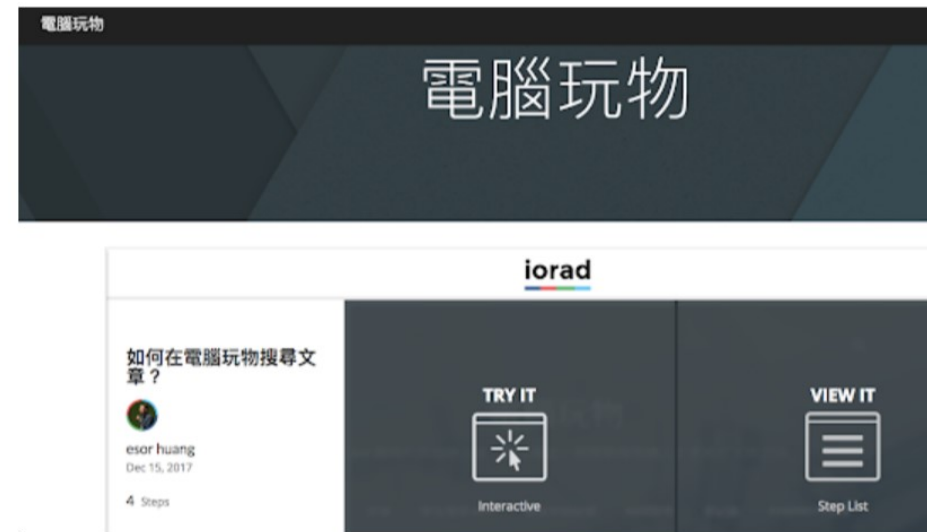 電腦玩物
電腦玩物
iorad
如何在電腦玩物搜尋文
章？
esor huang
Dec 15, 2017
4 Steps
TRY IT
Interactive
VIEW IT
Step List